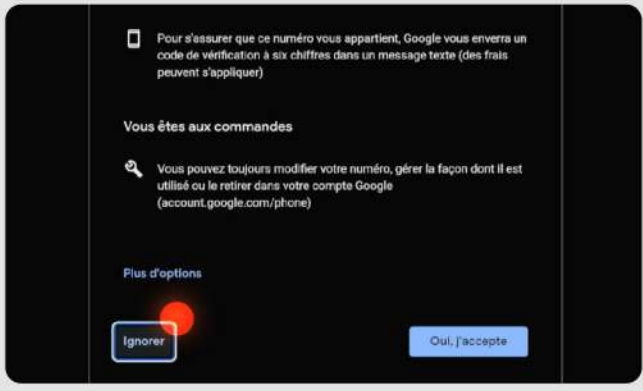 Pour s'assurer que ce numéro vous appartient, Google vous enverra un
code de vérification à six chiffres dans un message texte (des frais
peuvent s'appliquer)
Vous êtes aux commandes
Vous pouvez toujours modifier votre numéro, gérer la façon dont il est
utilisé ou le retirer dans votre compte Google
(account.google.com/phone)
Plus d'options
Ignorer
Oui, j'accepte